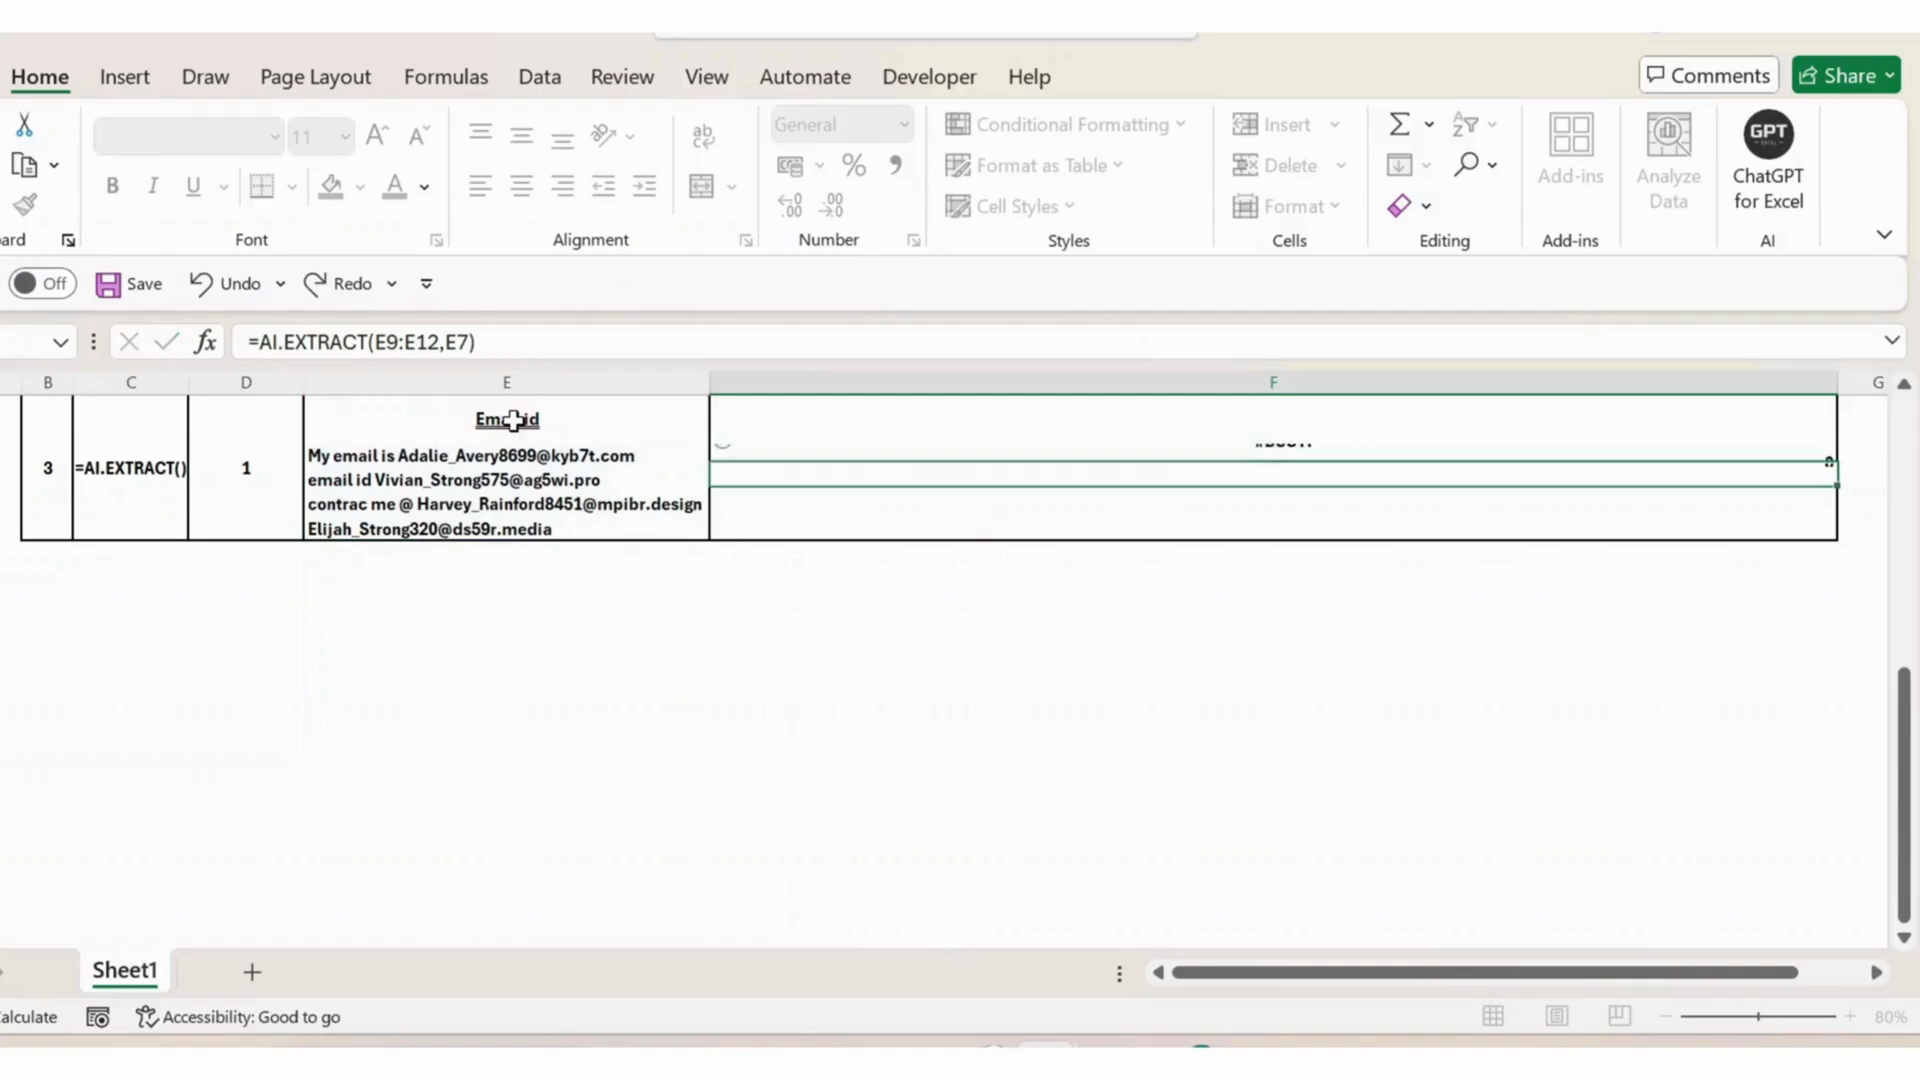 Home Insert Draw Page Layout Formulas Data Review View Automate Developer Help Comments Share
11 General Conditional Formatting Insert
Format as Table Delete Add-ins Analyze Data ChatGPT for Excel
GPT
B I U Cell Styles Format
Font Alignment Number Styles Cells Editing Add-ins AI
Off Save Undo Redo
fx =AI.EXTRACT(E9:E12,E7)
B C D E F G
3 =AI.EXTRACT() 1
My email is Adalie_Avery8699@kyb7t.com
email id Vivian_Strong575@ag5wi.pro
contrac me @ Harvey_Rainford8451@mpibr.design
Elijah_Strong320@ds59r.media
Sheet1
Accessibility: Good to go 80%